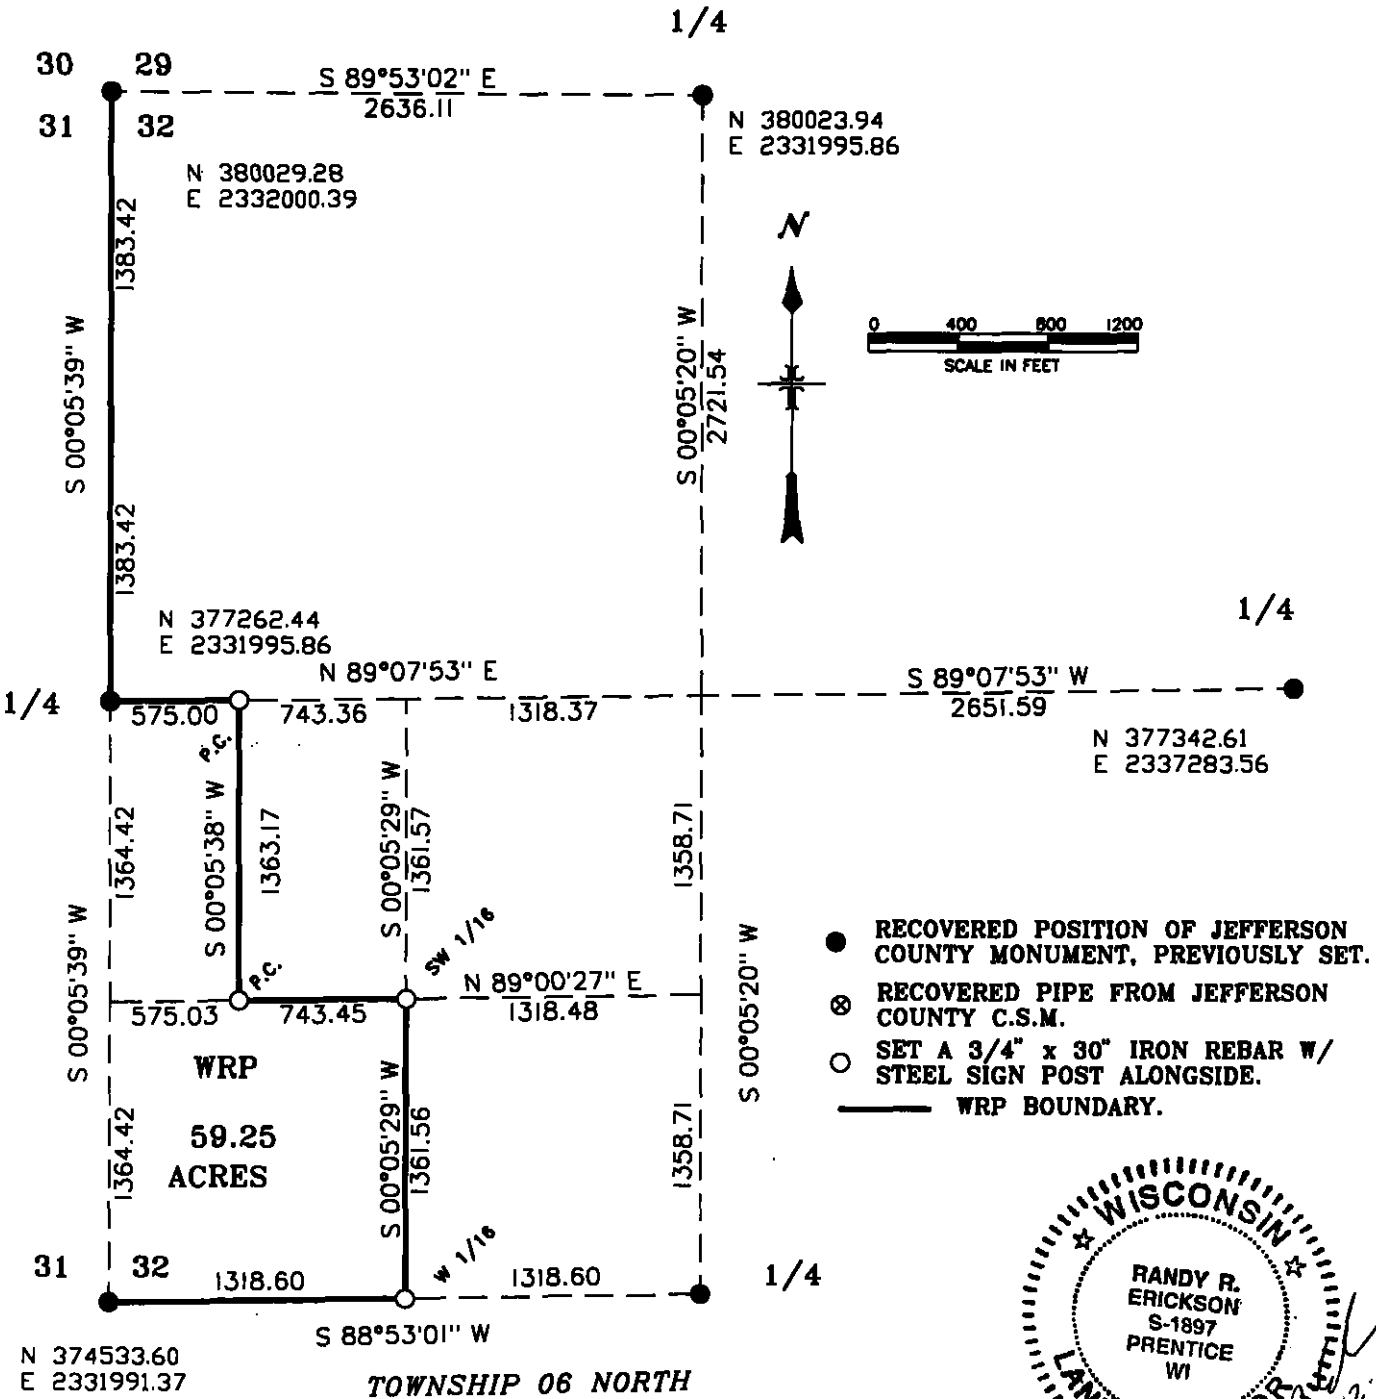 1/4
30 29
S 89°53'02" E
2636.11
31 32
N 380023.94
E 2331995.86
N 380029.28
E 2332000.39
N
1383.42
S 00°05'39" W
1383.42
S 00°05'20" W
2721.54
0 400 800 1200
SCALE IN FEET
N 377262.44
E 2331995.86
N 89°07'53" E
1/4
1/4
575.00
743.36
1318.37
S 89°07'53" W
2651.59
N 377342.61
E 2337283.56
P.C.
1364.42
S 00°05'38" W
1363.17
S 00°05'29" W
1361.57
1358.71
SW 1/16
P.C.
N 89°00'27" E
575.03
743.45
1318.48
S 00°05'39" W
S 00°05'20" W
RECOVERED POSITION OF JEFFERSON
COUNTY MONUMENT, PREVIOUSLY SET.
RECOVERED PIPE FROM JEFFERSON
COUNTY C.S.M.
SET A 3/4" x 30" IRON REBAR W/
STEEL SIGN POST ALONGSIDE.
WRP BOUNDARY.
WRP
59.25
ACRES
1364.42
S 00°05'29" W
1361.56
1358.71
W 1/16
31 32
1318.60
1318.60
1/4
S 88°53'01" W
N 374533.60
E 2331991.37
TOWNSHIP 06 NORTH
WISCONSIN
RANDY R.
ERICKSON
S-1897
PRENTICE
WI